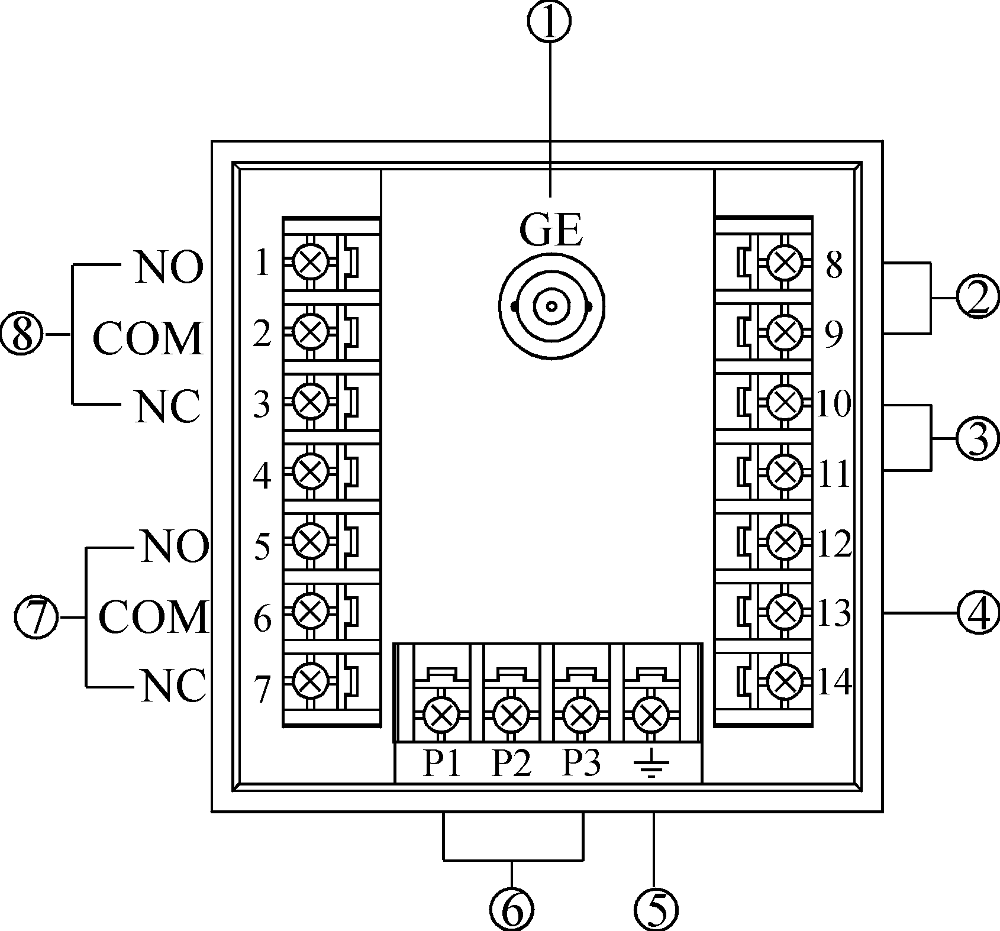 ①
GE
NO 1 8
②
COM 2 9
⑧
NC 3 10
③
4 11
NO 5 12
COM 6 13
⑦ ④
NC 7 14
P1 P2 P3
⑥ ⑤